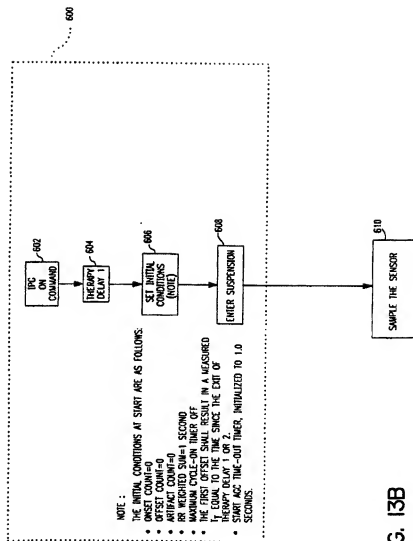 600
IPG
ON
COMMAND
602
THERAPY
DELAY 1
604
SET INITIAL
CONDITIONS
(NOTE)
606
ENTER SUSPENSION
608
NOTE :
THE INITIAL CONDITIONS AT START ARE AS FOLLOWS:
• ONSET COUNT=0
• OFFSET COUNT=0
• ARTIFACT COUNT=0
• RR WEIGHTED SUM=1 SECOND
• MAXIMUM CYCLE-ON TIMER OFF
• THE FIRST OFFSET SHALL RESULT IN A MEASURED
IT EQUAL TO THE TIME SINCE THE EXIT OF
THERAPY DELAY 1 OR 2.
• START AGC TIME-OUT TIMER, INITIALIZED TO 1.0
SECONDS.
SAMPLE THE SENSOR
610
G. 13B